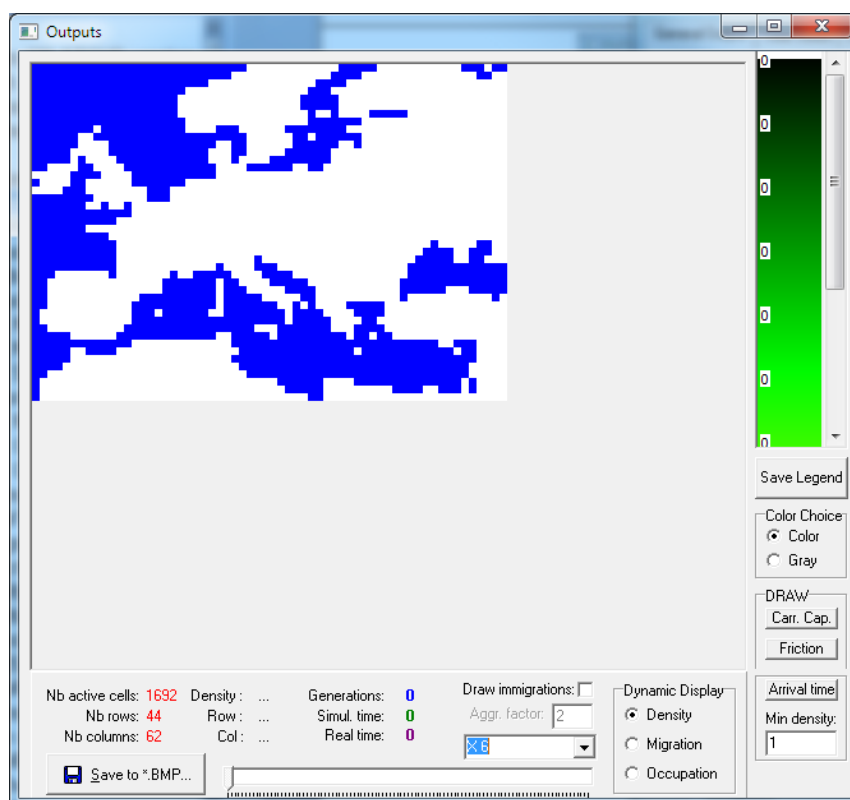 Outputs
0
0
0
0
0
0
0
Save Legend
Color Choice
Color
Gray
DRAW
Carr. Cap.
Friction
Nb active cells: 1692 Density : ... Generations: 0 Draw immigrations:
Nb rows: 44 Row : ... Simul. time: 0 Aggr. factor: 2
Nb columns: 62 Col : ... Real time: 0 X 6
Save to *.BMP...
Dynamic Display
Density
Migration
Occupation
Arrival time
Min density:
1